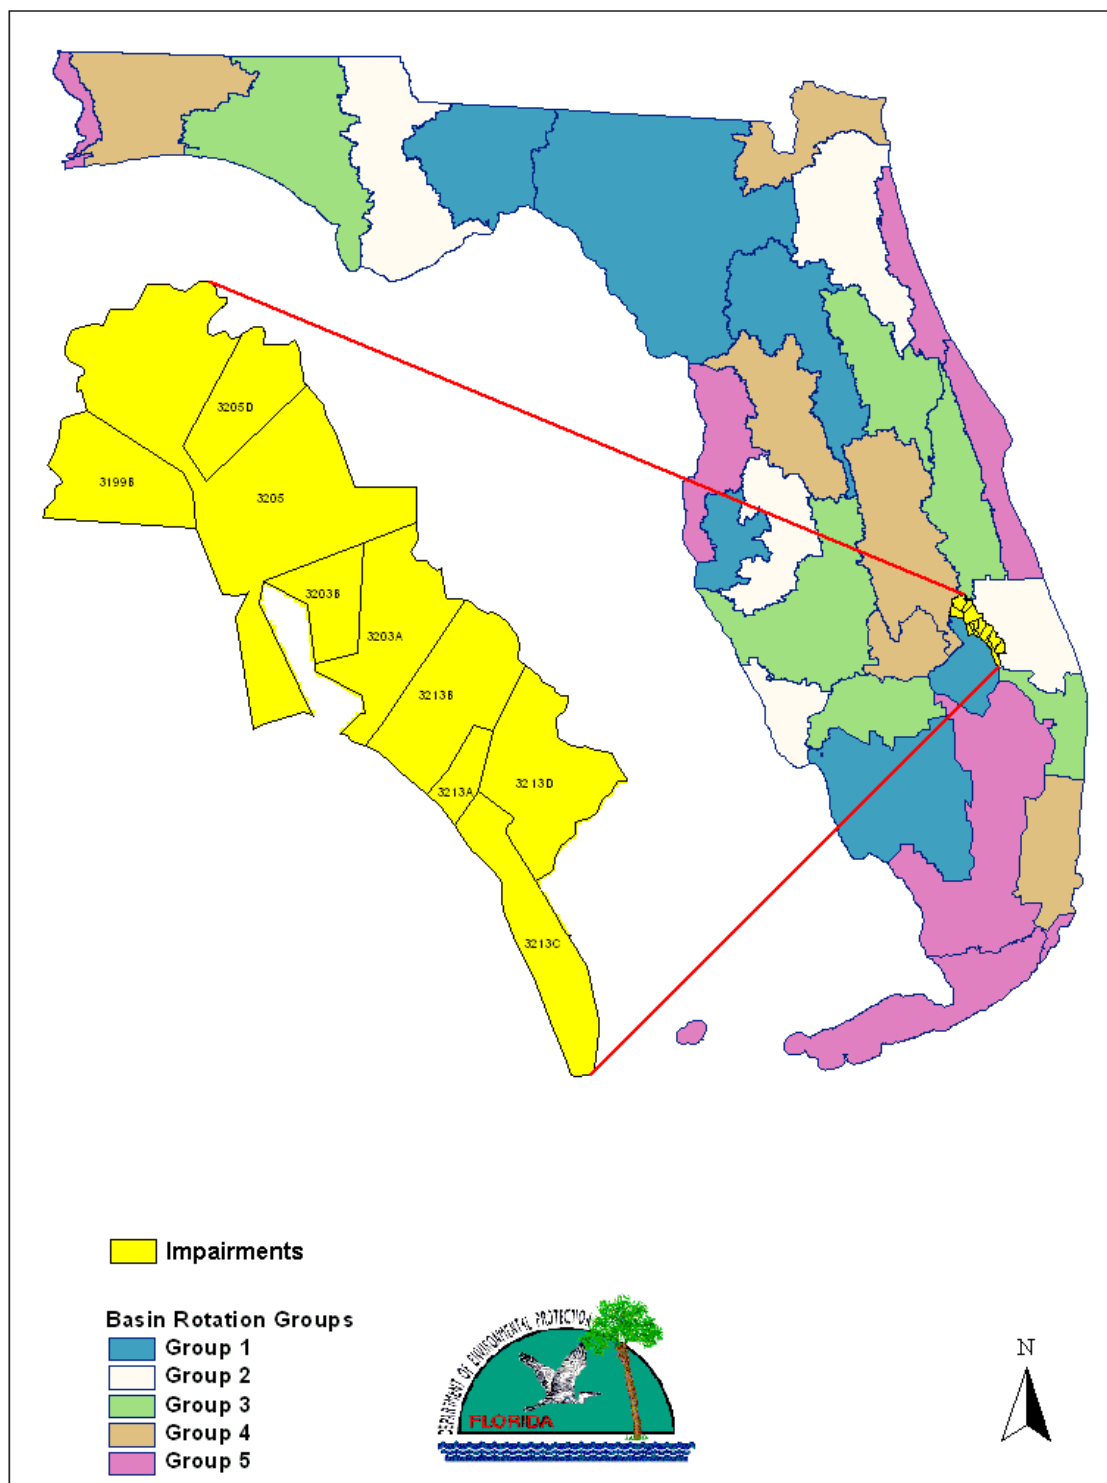 3205D
3199B
3205
3203B
3203A
3213B
3213A
3213D
3213C
Impairments
Basin Rotation Groups
Group 1
Group 2
Group 3
Group 4
Group 5
DEPARTMENT OF ENVIRONMENTAL PROTECTION
FLORIDA
N